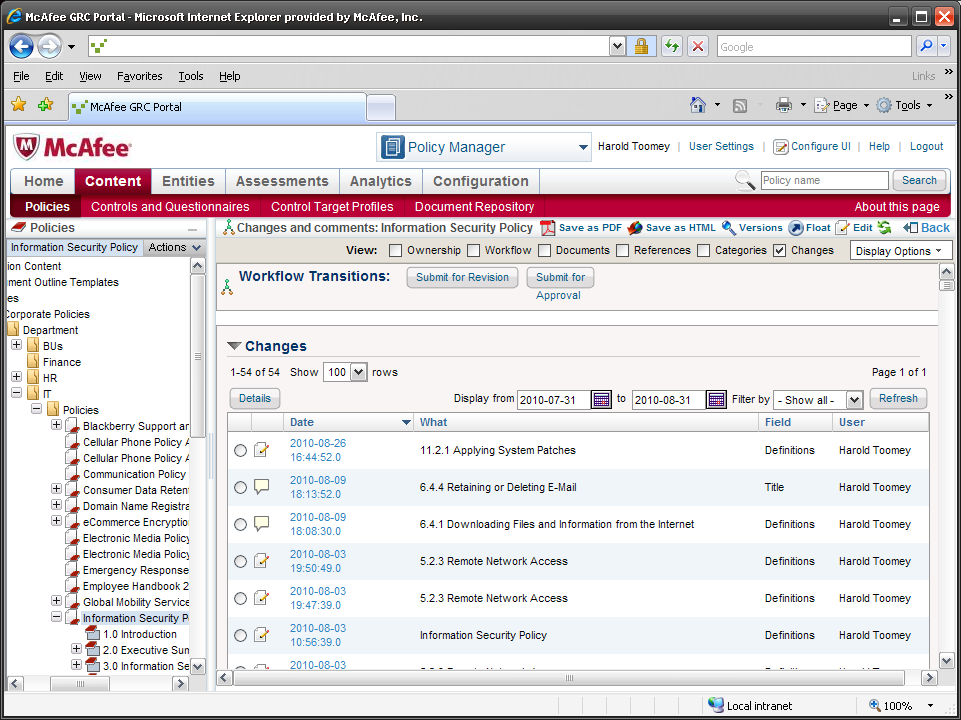 McAfee GRC Portal - Microsoft Internet Explorer provided by McAfee, Inc.
Google
File Edit View Favorites Tools Help Links »
McAfee GRC Portal Page Tools »
McAfee Policy Manager Harold Toomey | User Settings | Configure UI | Help | Logout
Home Content Entities Assessments Analytics Configuration Policy name Search
Policies Controls and Questionnaires Control Target Profiles Document Repository About this page
Policies
Information Security Policy Actions
ion Content
ment Outline Templates
es
Corporate Policies
Department
BUs
Finance
HR
IT
Policies
Blackberry Support an
Cellular Phone Policy A
Cellular Phone Policy A
Communication Policy
Consumer Data Reten
Domain Name Registra
eCommerce Encryptio
Electronic Media Policy
Electronic Media Policy
Emergency Response
Employee Handbook 2
Global Mobility Service
Information Security P
1.0 Introduction
2.0 Executive Sum
3.0 Information Se
Changes and comments: Information Security Policy Save as PDF Save as HTML Versions Float Edit Back
View: Ownership Workflow Documents References Categories Changes Display Options
Workflow Transitions: Submit for Revision Submit for
Approval
Changes
1-54 of 54 Show 100 rows Page 1 of 1
Details Display from 2010-07-31 to 2010-08-31 Filter by - Show all - Refresh
Date What Field User
2010-08-26
16:44:52.0 11.2.1 Applying System Patches Definitions Harold Toomey
2010-08-09
18:13:52.0 6.4.4 Retaining or Deleting E-Mail Title Harold Toomey
2010-08-09
18:08:30.0 6.4.1 Downloading Files and Information from the Internet Definitions Harold Toomey
2010-08-03
19:50:49.0 5.2.3 Remote Network Access Definitions Harold Toomey
2010-08-03
19:47:39.0 5.2.3 Remote Network Access Definitions Harold Toomey
2010-08-03
10:56:39.0 Information Security Policy Definitions Harold Toomey
2010-08-03
Local intranet 100%